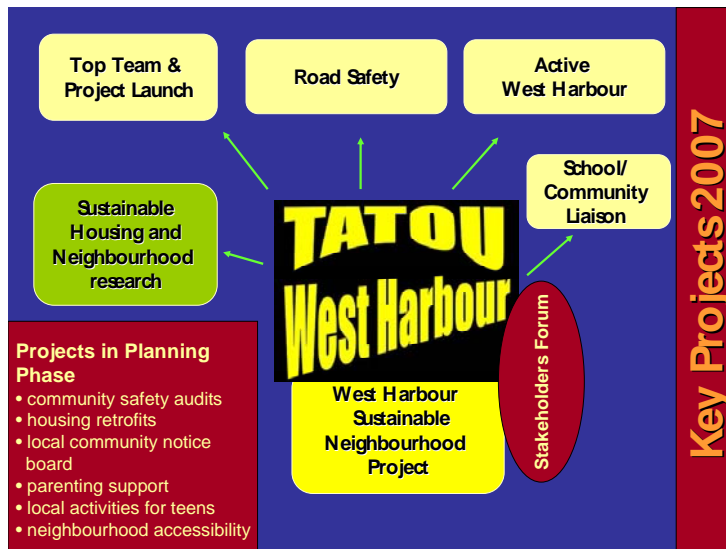 Top Team &
Project Launch
Road Safety
Active
West Harbour
School/
Community
Liaison
Sustainable
Housing and
Neighbourhood
research
TATOU
West Harbour
West Harbour
Sustainable
Neighbourhood
Project
Stakeholders Forum
Projects in Planning
Phase
• community safety audits
• housing retrofits
• local community notice
board
• parenting support
• local activities for teens
• neighbourhood accessibility
Key Projects 2007